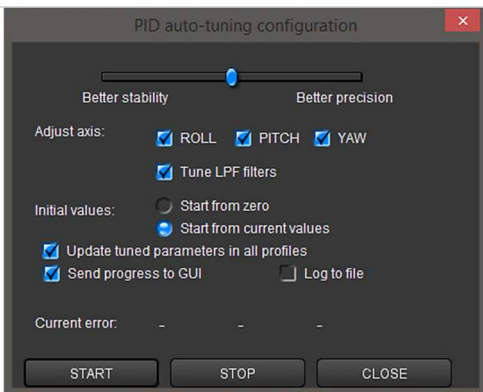 PID auto-tuning configuration
Better stability Better precision
Adjust axis: ROLL PITCH YAW
Tune LPF filters
Initial values: Start from zero
Start from current values
Update tuned parameters in all profiles
Send progress to GUI Log to file
Current error: - - -
START STOP CLOSE